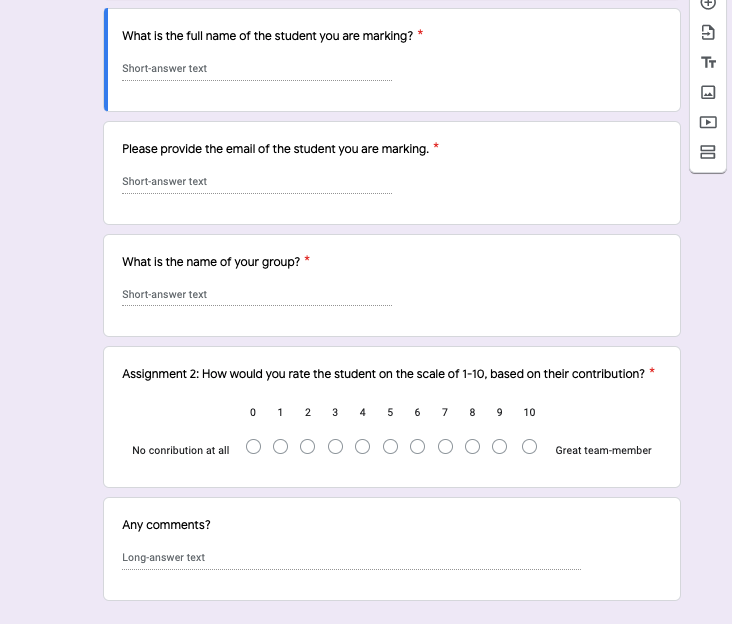 What is the full name of the student you are marking? *
Short-answer text
Please provide the email of the student you are marking. *
Short-answer text
What is the name of your group? *
Short-answer text
Assignment 2: How would you rate the student on the scale of 1-10, based on their contribution? *
0 1 2 3 4 5 6 7 8 9 10
No conribution at all Great team-member
Any comments?
Long-answer text
Tт